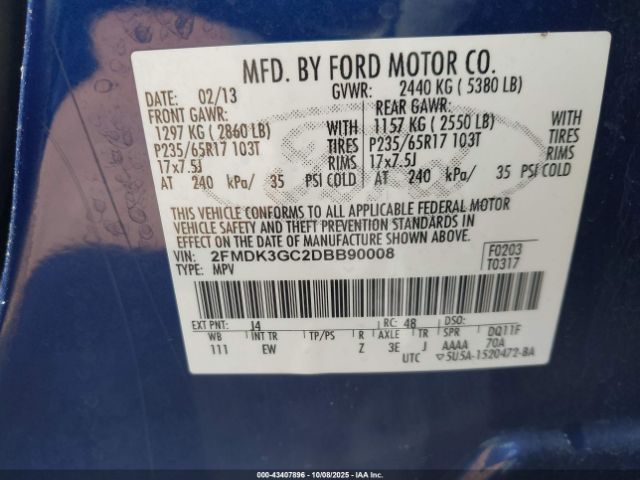 MFD. BY FORD MOTOR CO.
DATE: 02/13 GVWR: 2440 KG ( 5380 LB)
FRONT GAWR: REAR GAWR:
1297 KG ( 2860 LB) WITH 1157 KG ( 2550 LB) WITH
P235/65R17 103T TIRES P235/65R17 103T TIRES
17x7.5J RIMS 17x7.5J RIMS
AT 240 kPa/ 35 PSI COLD AT 240 kPa/ 35 PSI COLD
THIS VEHICLE CONFORMS TO ALL APPLICABLE FEDERAL MOTOR
VEHICLE SAFETY AND THEFT PREVENTION STANDARDS IN
EFFECT ON THE DATE OF MANUFACTURE SHOWN ABOVE.
VIN: 2FMDK3GC2DBB90008 F0203
TYPE: MPV T0317
EXT PNT: J4 RC: 48 DSO:
WB INT TR TP/PS R AXLE TR SPR DQ11F
111 EW Z 3E J AAAA 70A
UTC ▽5U5A-1520472-BA
000-43407896 - 10/08/2025 - IAAI.COM